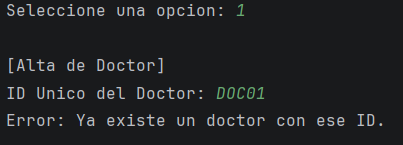 Seleccione una opcion: 1
[Alta de Doctor]
ID Unico del Doctor: DOC01
Error: Ya existe un doctor con ese ID.